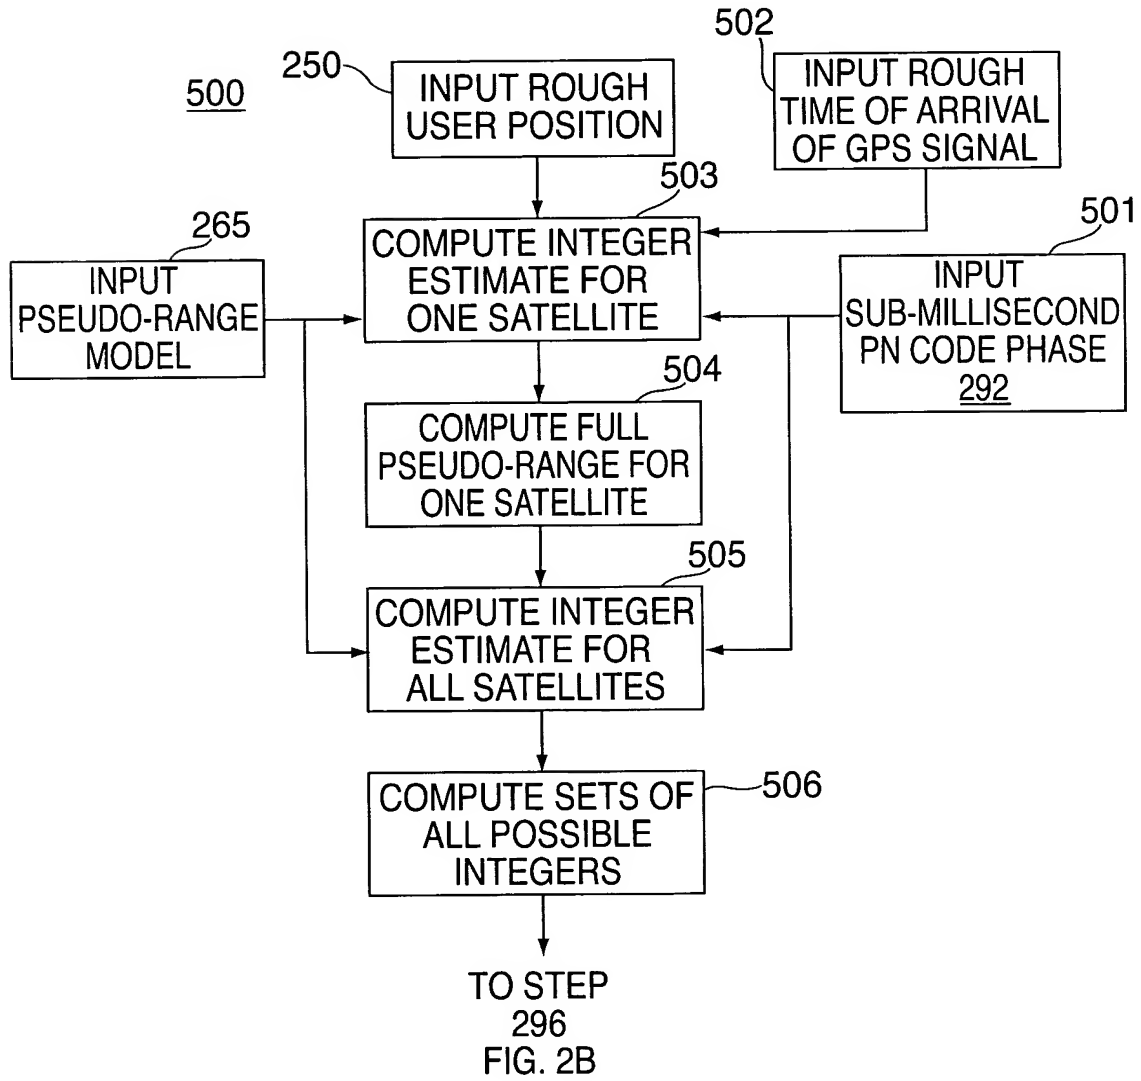 500
250
INPUT ROUGH
USER POSITION
502
INPUT ROUGH
TIME OF ARRIVAL
OF GPS SIGNAL
503
COMPUTE INTEGER
ESTIMATE FOR
ONE SATELLITE
265
INPUT
PSEUDO-RANGE
MODEL
501
INPUT
SUB-MILLISECOND
PN CODE PHASE
292
504
COMPUTE FULL
PSEUDO-RANGE FOR
ONE SATELLITE
505
COMPUTE INTEGER
ESTIMATE FOR
ALL SATELLITES
506
COMPUTE SETS OF
ALL POSSIBLE
INTEGERS
TO STEP
296
FIG. 2B